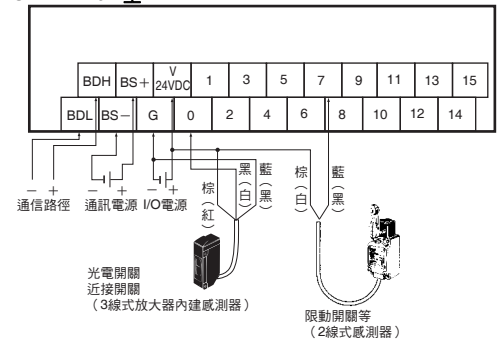 BDH BS+ V 24VDC 1 3 5 7 9 11 13 15
BDL BS− G 0 2 4 6 8 10 12 14
− + − + − +
通信路徑 通訊電源 I/O電源
棕（紅）
黑（白）
藍（黑）
棕（白）
藍（黑）
光電開關
近接開關
（3線式放大器內建感測器）
限動開關等
（2線式感測器）